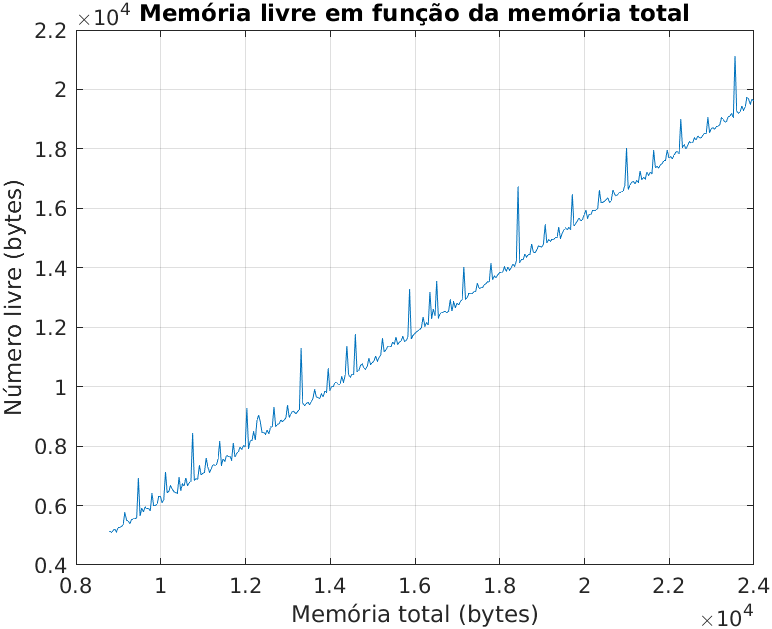 ×10⁴ Memória livre em função da memória total
2.2
2
1.8
1.6
1.4
1.2
1
0.8
0.6
0.4
Número livre (bytes)
0.8 1 1.2 1.4 1.6 1.8 2 2.2 2.4
Memória total (bytes)
×10⁴